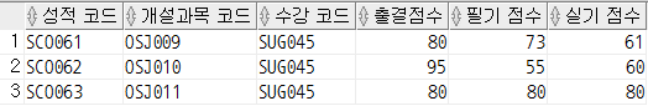 성적 코드 개설과목 코드 수강 코드 출결점수 필기 점수 실기 점수
1 SC0061 OSJ009 SUG045 80 73 61
2 SC0062 OSJ010 SUG045 95 55 60
3 SC0063 OSJ011 SUG045 80 80 80